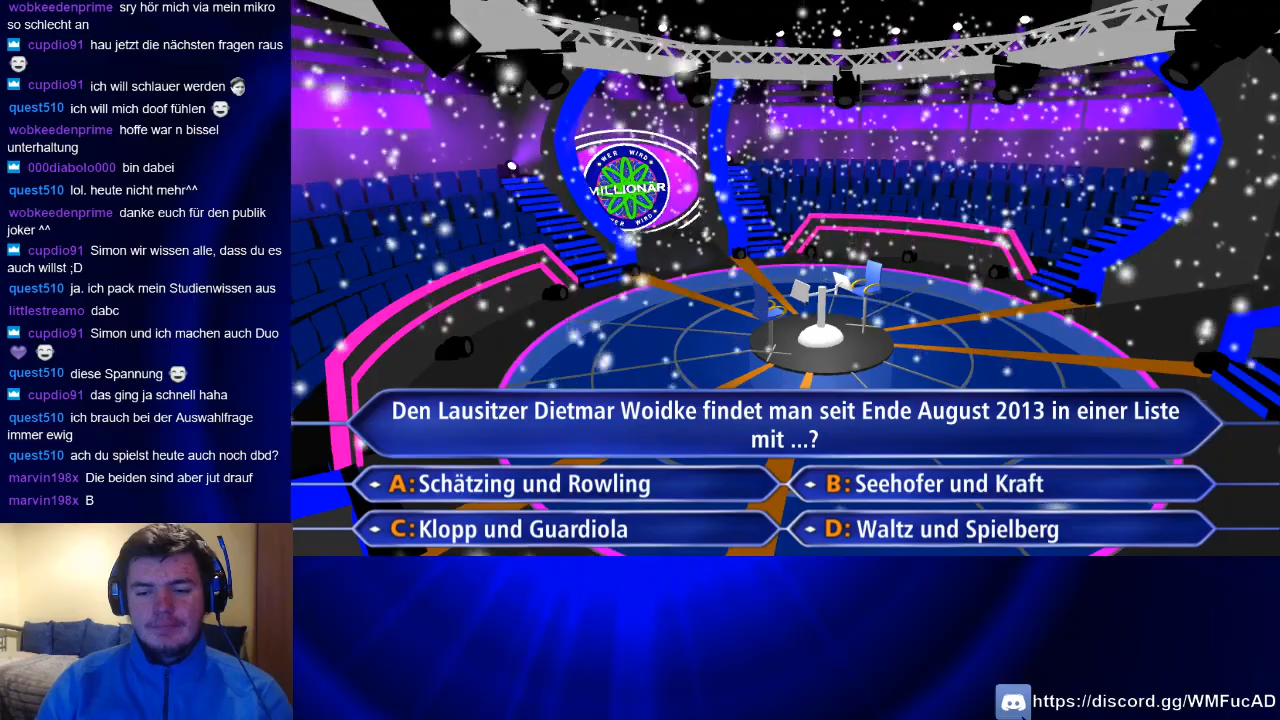 wobkeedenprime sry hör mich via mein mikro
so schlecht an
cupdio91 hau jetzt die nächsten fragen raus
cupdio91 ich will schlauer werden
quest510 ich will mich doof fühlen
wobkeedenprime hoffe war n bissel
unterhaltung
000diabolo000 bin dabei
quest510 lol. heute nicht mehr^^
wobkeedenprime danke euch für den publik
joker ^^
cupdio91 Simon wir wissen alle, dass du es
auch willst ;D
quest510 ja. ich pack mein Studienwissen aus
littlestreamo dabc
cupdio91 Simon und ich machen auch Duo
quest510 diese Spannung
cupdio91 das ging ja schnell haha
quest510 ich brauch bei der Auswahlfrage
immer ewig
quest510 ach du spielst heute auch noch dbd?
marvin198x Die beiden sind aber jut drauf
marvin198x B
WER WIRD
MILLIONÄR
WER WIRD
Den Lausitzer Dietmar Woidke findet man seit Ende August 2013 in einer Liste
mit ...?
A: Schätzing und Rowling
B: Seehofer und Kraft
C: Klopp und Guardiola
D: Waltz und Spielberg
https://discord.gg/WMFucAD